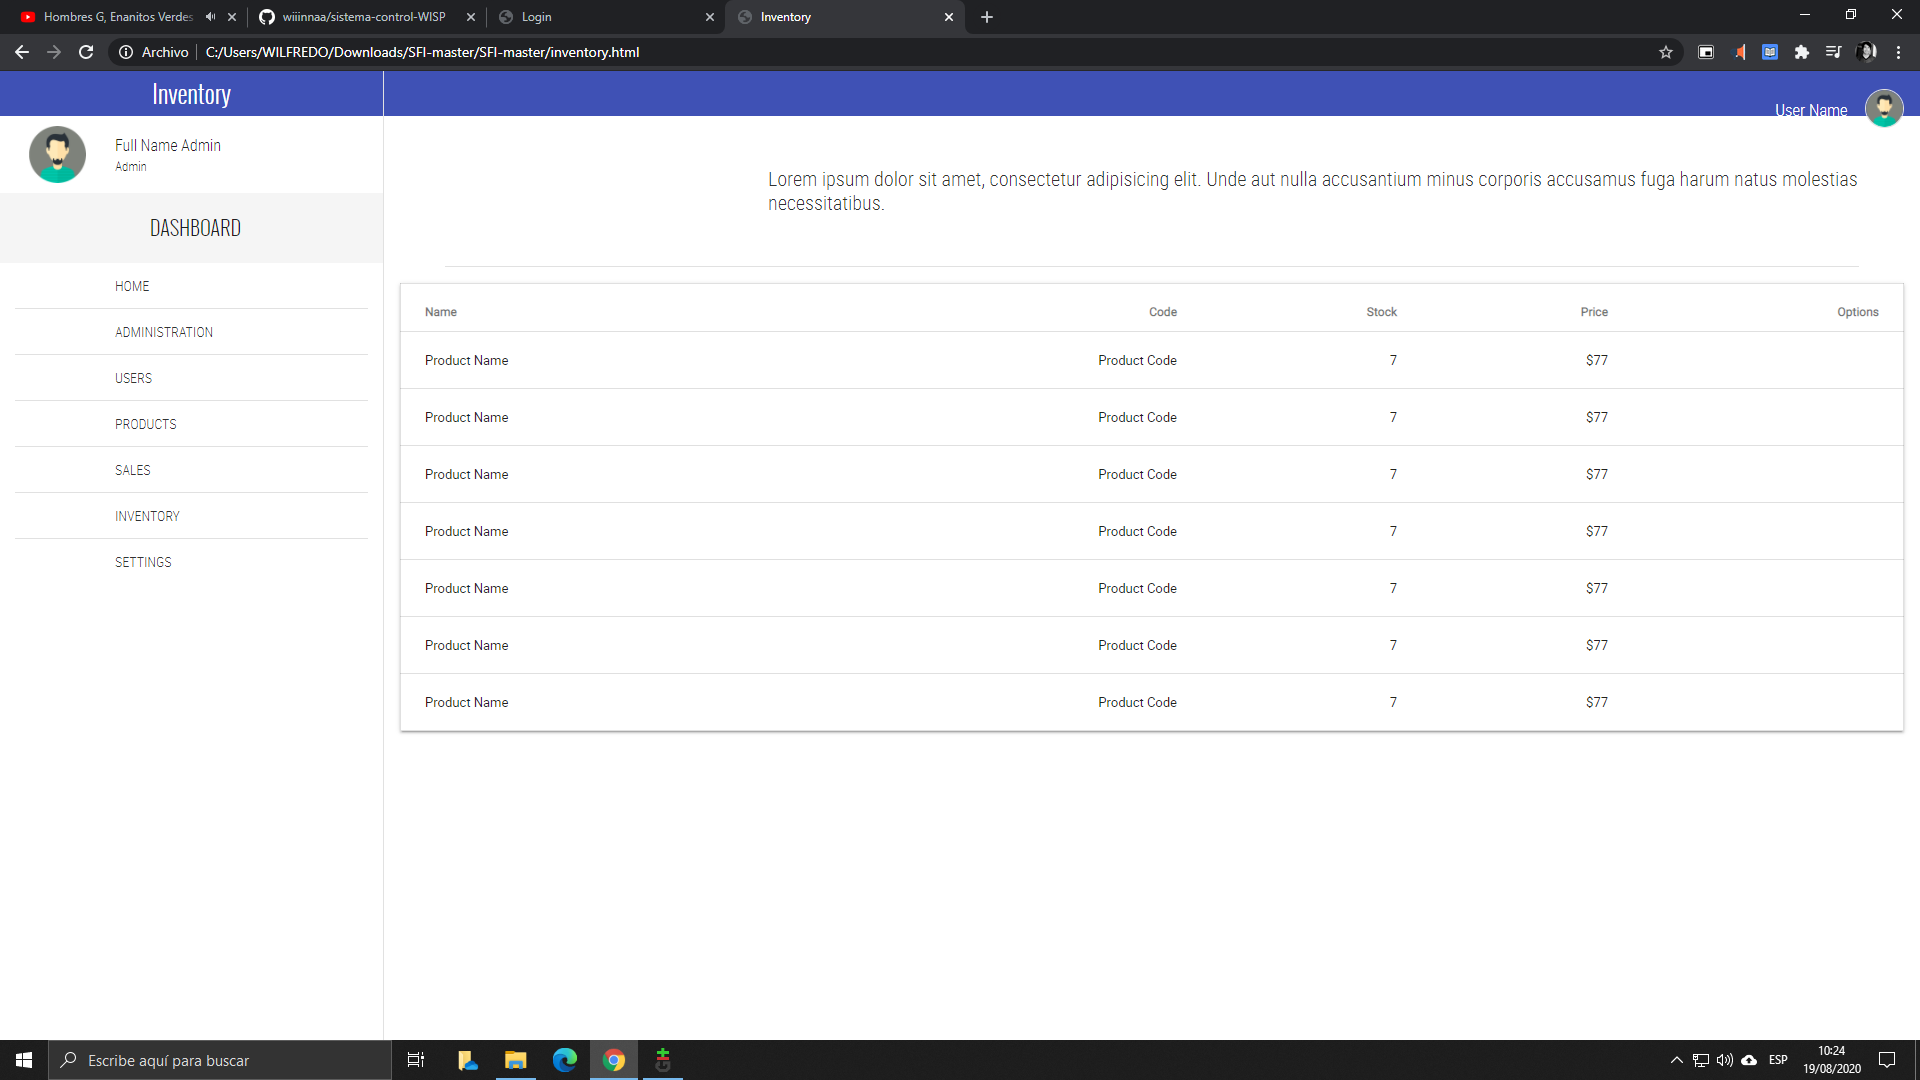 Hombres G, Enanitos Verdes
wiiinnaa/sistema-control-WISP
Login
Inventory
Archivo
C:/Users/WILFREDO/Downloads/SFI-master/SFI-master/inventory.html
Inventory
User Name
Full Name Admin
Admin
DASHBOARD
HOME
ADMINISTRATION
USERS
PRODUCTS
SALES
INVENTORY
SETTINGS
Lorem ipsum dolor sit amet, consectetur adipisicing elit. Unde aut nulla accusantium minus corporis accusamus fuga harum natus molestias
necessitatibus.
Name Code Stock Price Options
Product Name Product Code 7 $77
Product Name Product Code 7 $77
Product Name Product Code 7 $77
Product Name Product Code 7 $77
Product Name Product Code 7 $77
Product Name Product Code 7 $77
Product Name Product Code 7 $77
Escribe aquí para buscar
ESP
10:24
19/08/2020